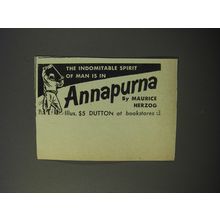 THE INDOMITABLE SPIRIT
OF MAN IS IN
Annapurna
By MAURICE
HERZOG
Illus. $5 DUTTON at bookstores